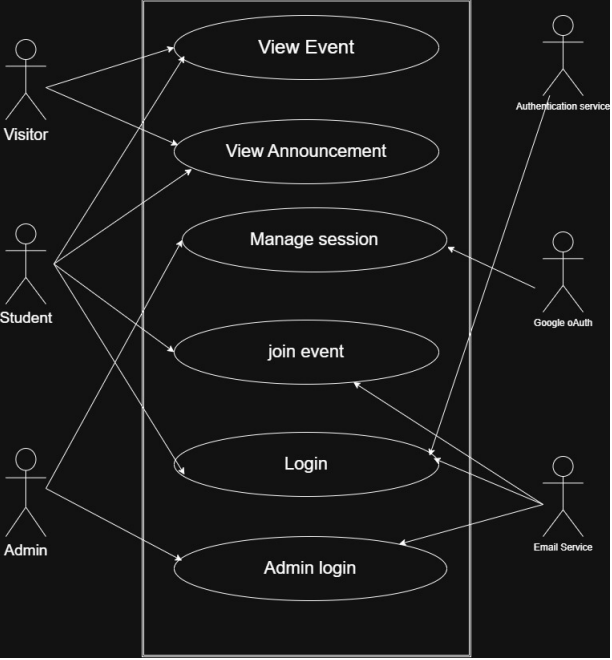 View Event
Visitor
Authentication service
View Announcement
Manage session
Student
Google oAuth
join event
Login
Admin
Email Service
Admin login